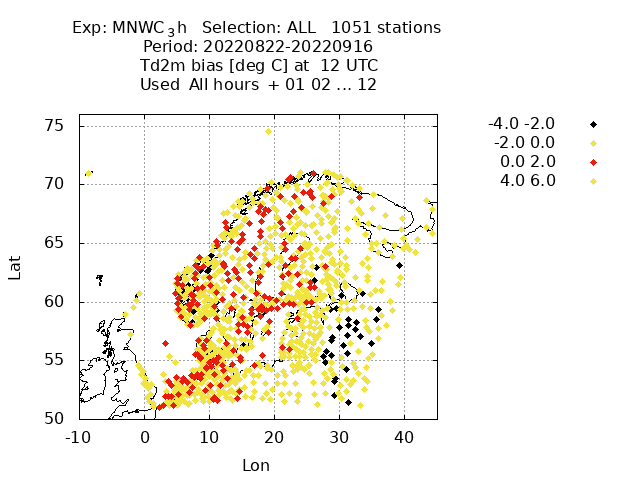 Exp: MNWC_3h   Selection: ALL   1051 stations
Period: 20220822-20220916
Td2m bias [deg C] at  12 UTC
Used  All hours  + 01 02 ... 12
-4.0 -2.0
-2.0 0.0
0.0 2.0
4.0 6.0
75
70
65
60
55
50
Lat
-10 0 10 20 30 40
Lon